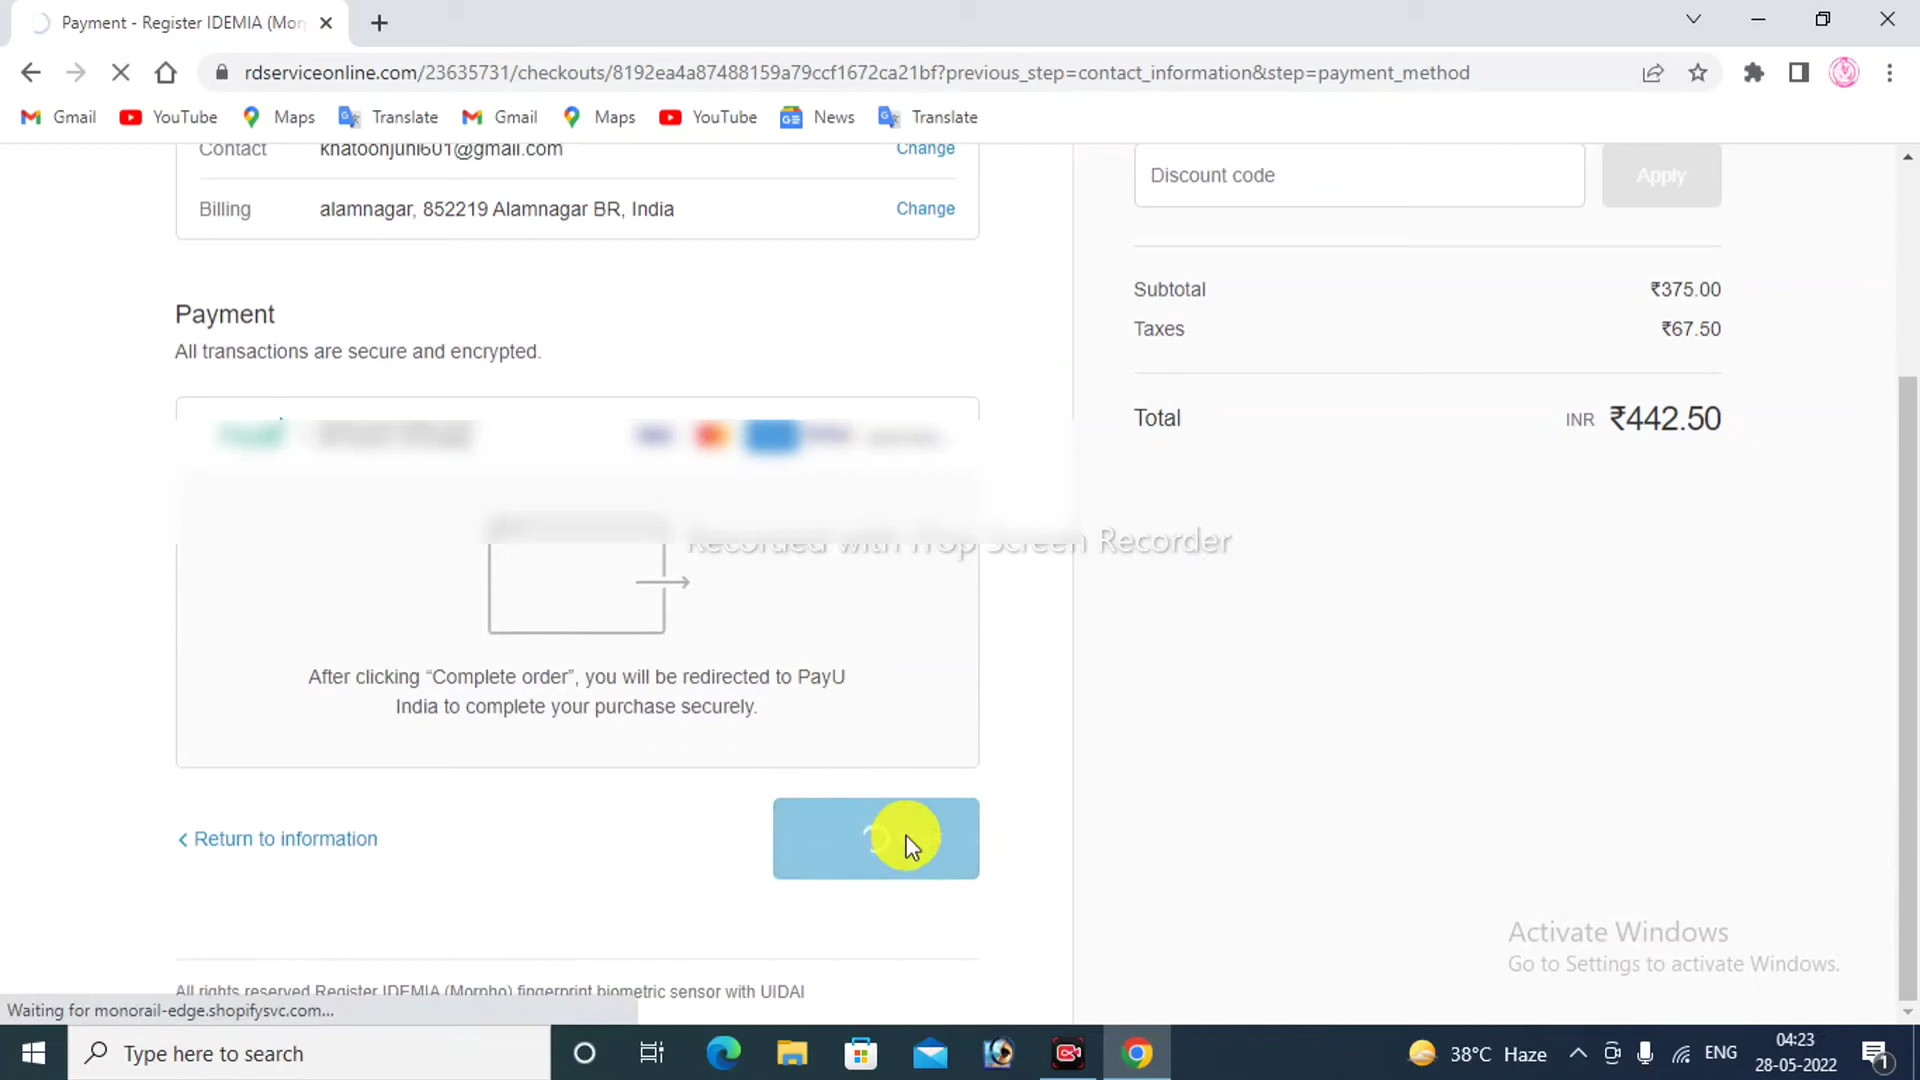 Payment - Register IDEMIA (Mor
rdserviceonline.com/23635731/checkouts/8192ea4a87488159a79ccf1672ca21bf?previous_step=contact_information&step=payment_method
Gmail YouTube Maps Translate Gmail Maps YouTube News Translate
Contact khatoonjuhi601@gmail.com Change
Billing alamnagar, 852219 Alamnagar BR, India Change
Discount code Apply
Subtotal ₹375.00
Taxes ₹67.50
Total INR ₹442.50
Payment
All transactions are secure and encrypted.
Recorded with iTop Screen Recorder
After clicking “Complete order”, you will be redirected to PayU
India to complete your purchase securely.
Return to information
Activate Windows
Go to Settings to activate Windows.
All rights reserved Register IDEMIA (Morpho) fingerprint biometric sensor with UIDAI
Waiting for monorail-edge.shopifysvc.com...
Type here to search
38°C Haze
ENG
04:23
28-05-2022
1